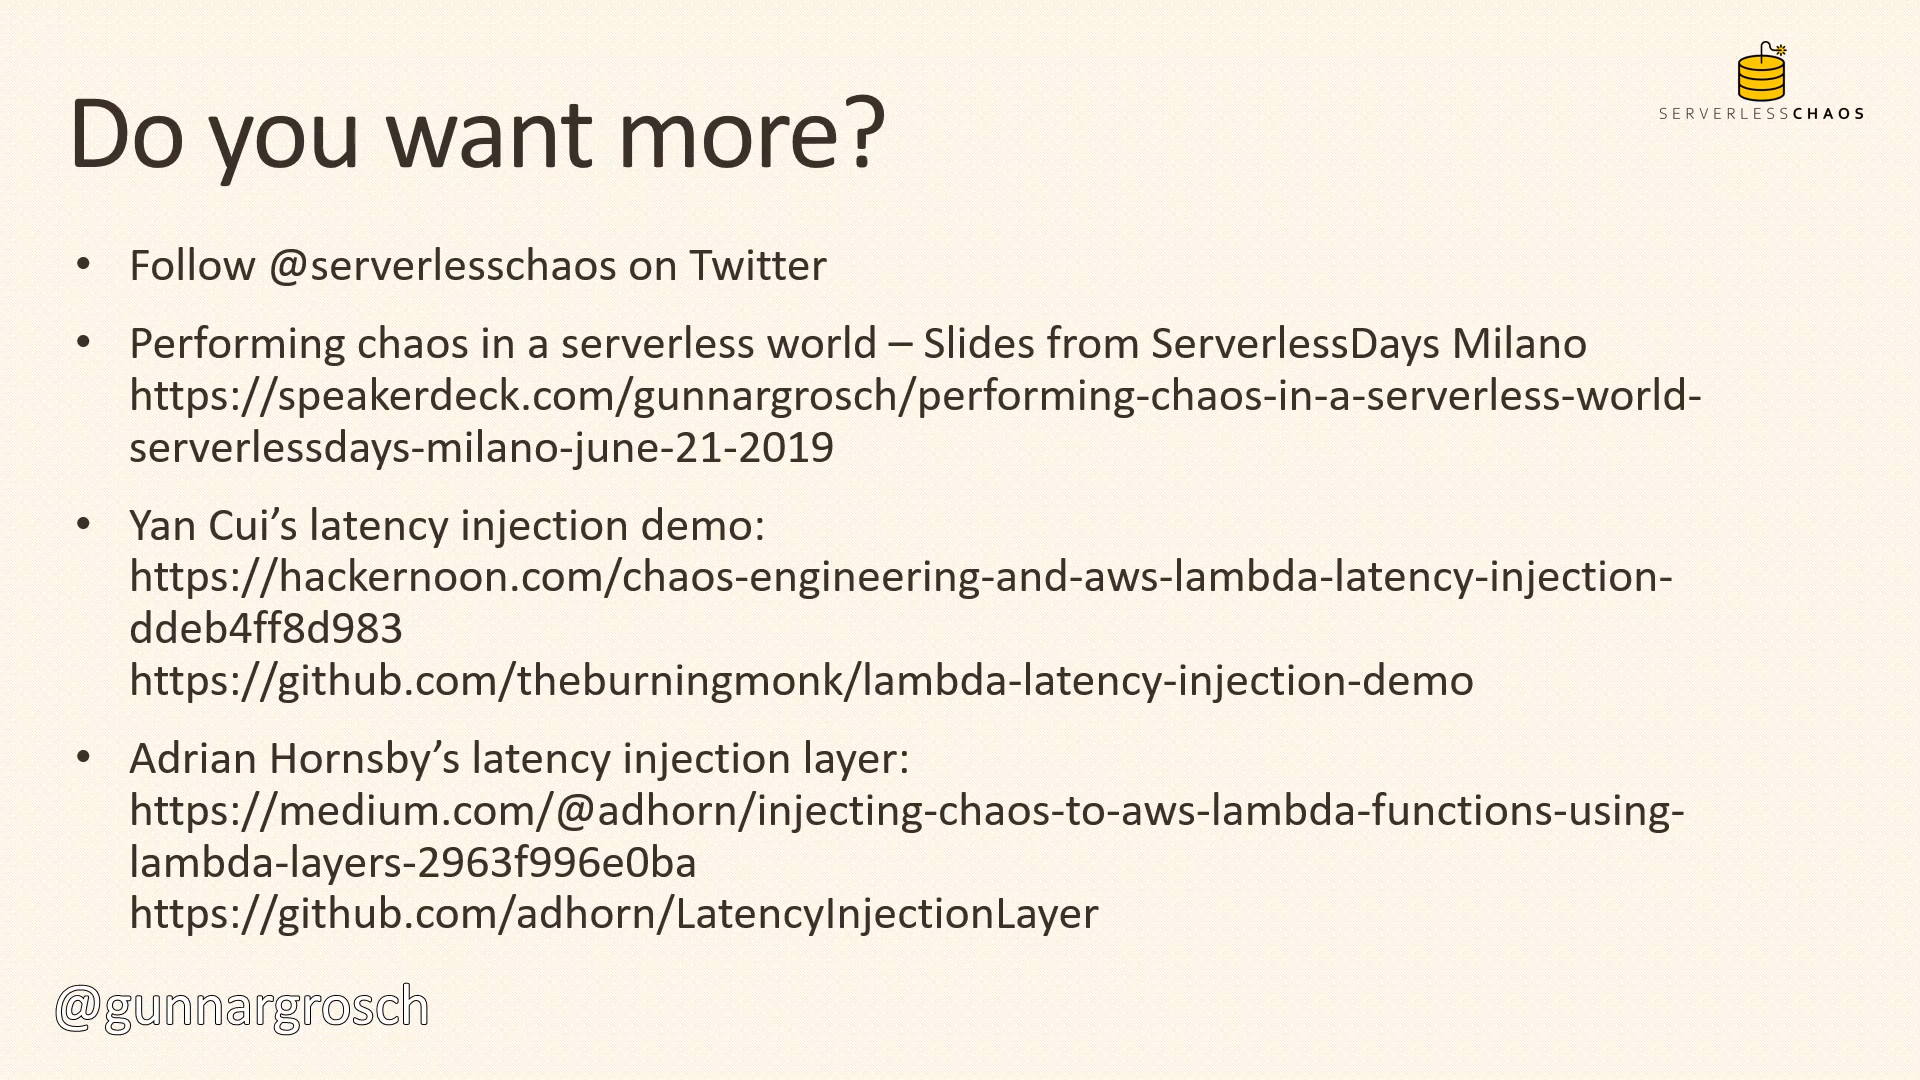 Do you want more?
SERVERLESSCHAOS
• Follow @serverlesschaos on Twitter
• Performing chaos in a serverless world – Slides from ServerlessDays Milano
https://speakerdeck.com/gunnargrosch/performing-chaos-in-a-serverless-world-
serverlessdays-milano-june-21-2019
• Yan Cui’s latency injection demo:
https://hackernoon.com/chaos-engineering-and-aws-lambda-latency-injection-
ddeb4ff8d983
https://github.com/theburningmonk/lambda-latency-injection-demo
• Adrian Hornsby’s latency injection layer:
https://medium.com/@adhorn/injecting-chaos-to-aws-lambda-functions-using-
lambda-layers-2963f996e0ba
https://github.com/adhorn/LatencyInjectionLayer
@gunnargrosch